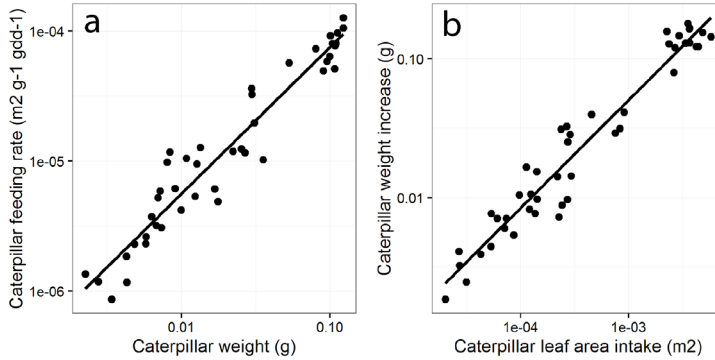 a
Caterpillar feeding rate (m2 g-1 gdd-1)
1e-04
1e-05
1e-06
0.01
0.10
Caterpillar weight (g)
b
Caterpillar weight increase (g)
0.10
0.01
1e-04
1e-03
Caterpillar leaf area intake (m2)